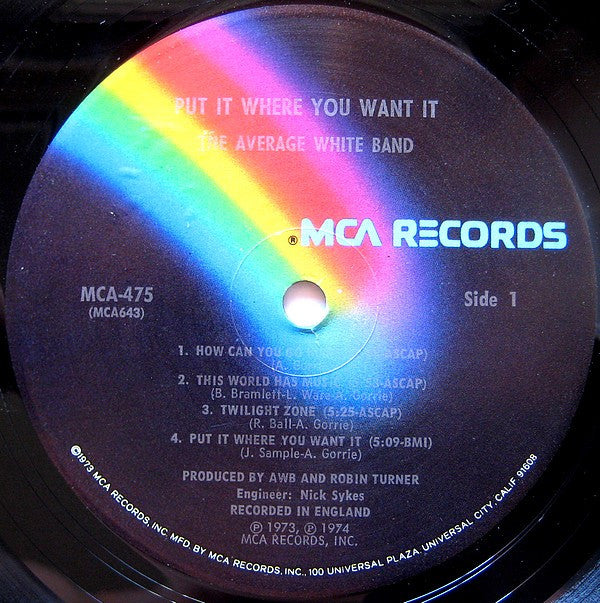 PUT IT WHERE YOU WANT IT
THE AVERAGE WHITE BAND
® MCA RECORDS
MCA-475
(MCA643)
Side 1
1. HOW CAN YOU GO ASCAP)
2. THIS WORLD HAS MUSIC ASCAP)
(B. Bramlett-L. Ware-A. Gorrie)
3. TWILIGHT ZONE (5:25-ASCAP)
(R. Ball-A. Gorrie)
4. PUT IT WHERE YOU WANT IT (5:09-BMI)
(J. Sample-A. Gorrie)
PRODUCED BY AWB AND ROBIN TURNER
Engineer: Nick Sykes
RECORDED IN ENGLAND
℗ 1973, ℗ 1974
MCA RECORDS, INC.
©1973 MCA RECORDS, INC. MFD. BY MCA RECORDS, INC., 100 UNIVERSAL PLAZA, UNIVERSAL CITY, CALIF. 91608